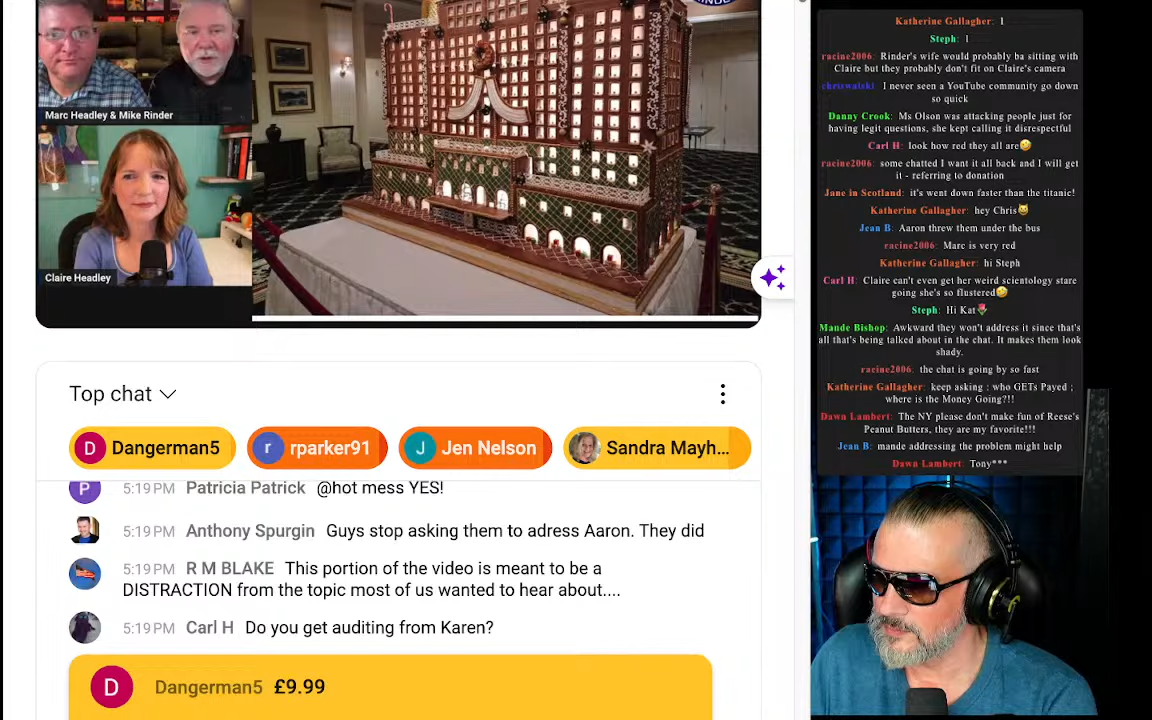 Marc Headley & Mike Rinder
Claire Headley
Top chat
D Dangerman5
r rparker91
J Jen Nelson
Sandra Mayh...
P 5:19 PM Patricia Patrick @hot mess YES!
5:19 PM Anthony Spurgin Guys stop asking them to adress Aaron. They did
5:19 PM R M BLAKE This portion of the video is meant to be a
DISTRACTION from the topic most of us wanted to hear about....
5:19 PM Carl H Do you get auditing from Karen?
D Dangerman5 £9.99
Katherine Gallagher: 1
Steph: 1
racine2006: Rinder's wife would probably ba sitting with
Claire but they probably don't fit on Claire's camera
I never seen a YouTube community go down
so quick
Danny Crook: Ms Olson was attacking people just for
having legit questions, she kept calling it disrespectful
Carl H: look how red they all are🤣
racine2006: some chatted I want it all back and I will get
it - referring to donation
Jane in Scotland: it's went down faster than the titanic!
Katherine Gallagher: hey Chris😺
Jean B: Aaron threw them under the bus
racine2006: Marc is very red
Katherine Gallagher: hi Steph
Carl H: Claire can't even get her weird scientology stare
going she's so flustered🤣
Steph: Hi Kat🌷
Mande Bishop: Awkward they won't address it since that's
all that's being talked about in the chat. It makes them look
shady.
racine2006: the chat is going by so fast
Katherine Gallagher: keep asking : who GETs Payed ;
where is the Money Going?!!
Dawn Lambert: The NY please don't make fun of Reese's
Peanut Butters, they are my favorite!!!
Jean B: mande addressing the problem might help
Dawn Lambert: Tony***